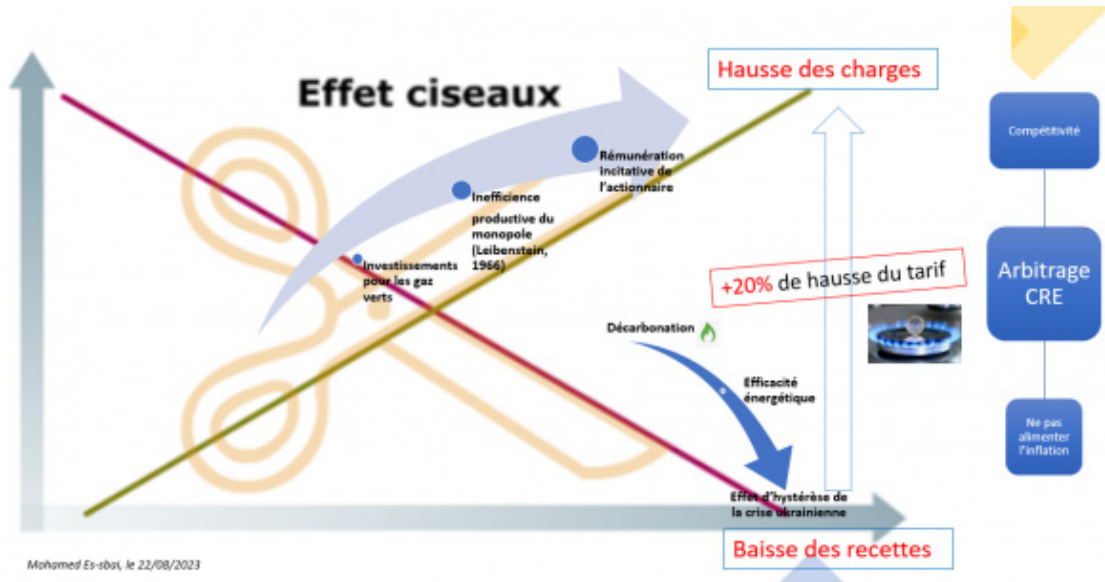 Effet ciseaux
Hausse des charges
Rémunération
incitative de
l'actionnaire
Inefficience
productive du
monopole
(Leibenstein,
1966)
Investissements
pour les gaz
verts
+20% de hausse du tarif
Décarbonation
Efficacité
énergétique
Effet d'hystérèse de
la crise ukrainienne
Baisse des recettes
Compétitivité
Arbitrage
CRE
Ne pas
alimenter
l'inflation
Mohamed Es-sbai, le 22/08/2023